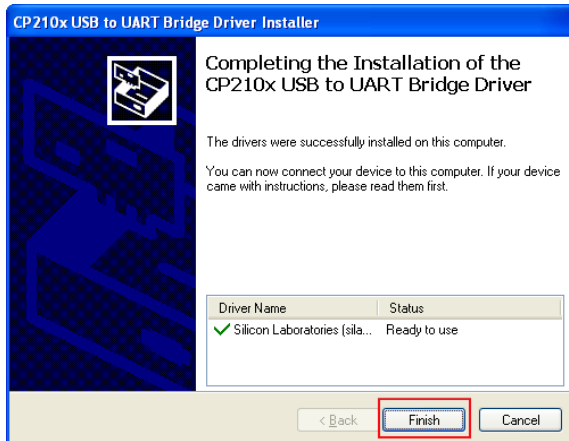 CP210x USB to UART Bridge Driver Installer
Completing the Installation of the
CP210x USB to UART Bridge Driver
The drivers were successfully installed on this computer.
You can now connect your device to this computer. If your device
came with instructions, please read them first.
Driver Name Status
Silicon Laboratories (sila... Ready to use
< Back Finish Cancel